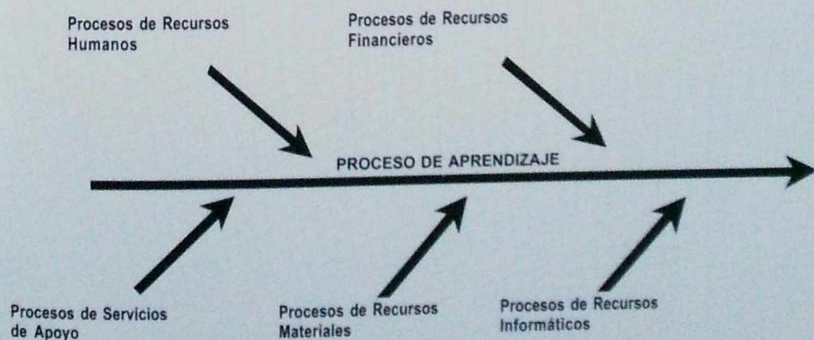 Procesos de Recursos
Humanos
Procesos de Recursos
Financieros
PROCESO DE APRENDIZAJE
Procesos de Servicios
de Apoyo
Procesos de Recursos
Materiales
Procesos de Recursos
Informáticos